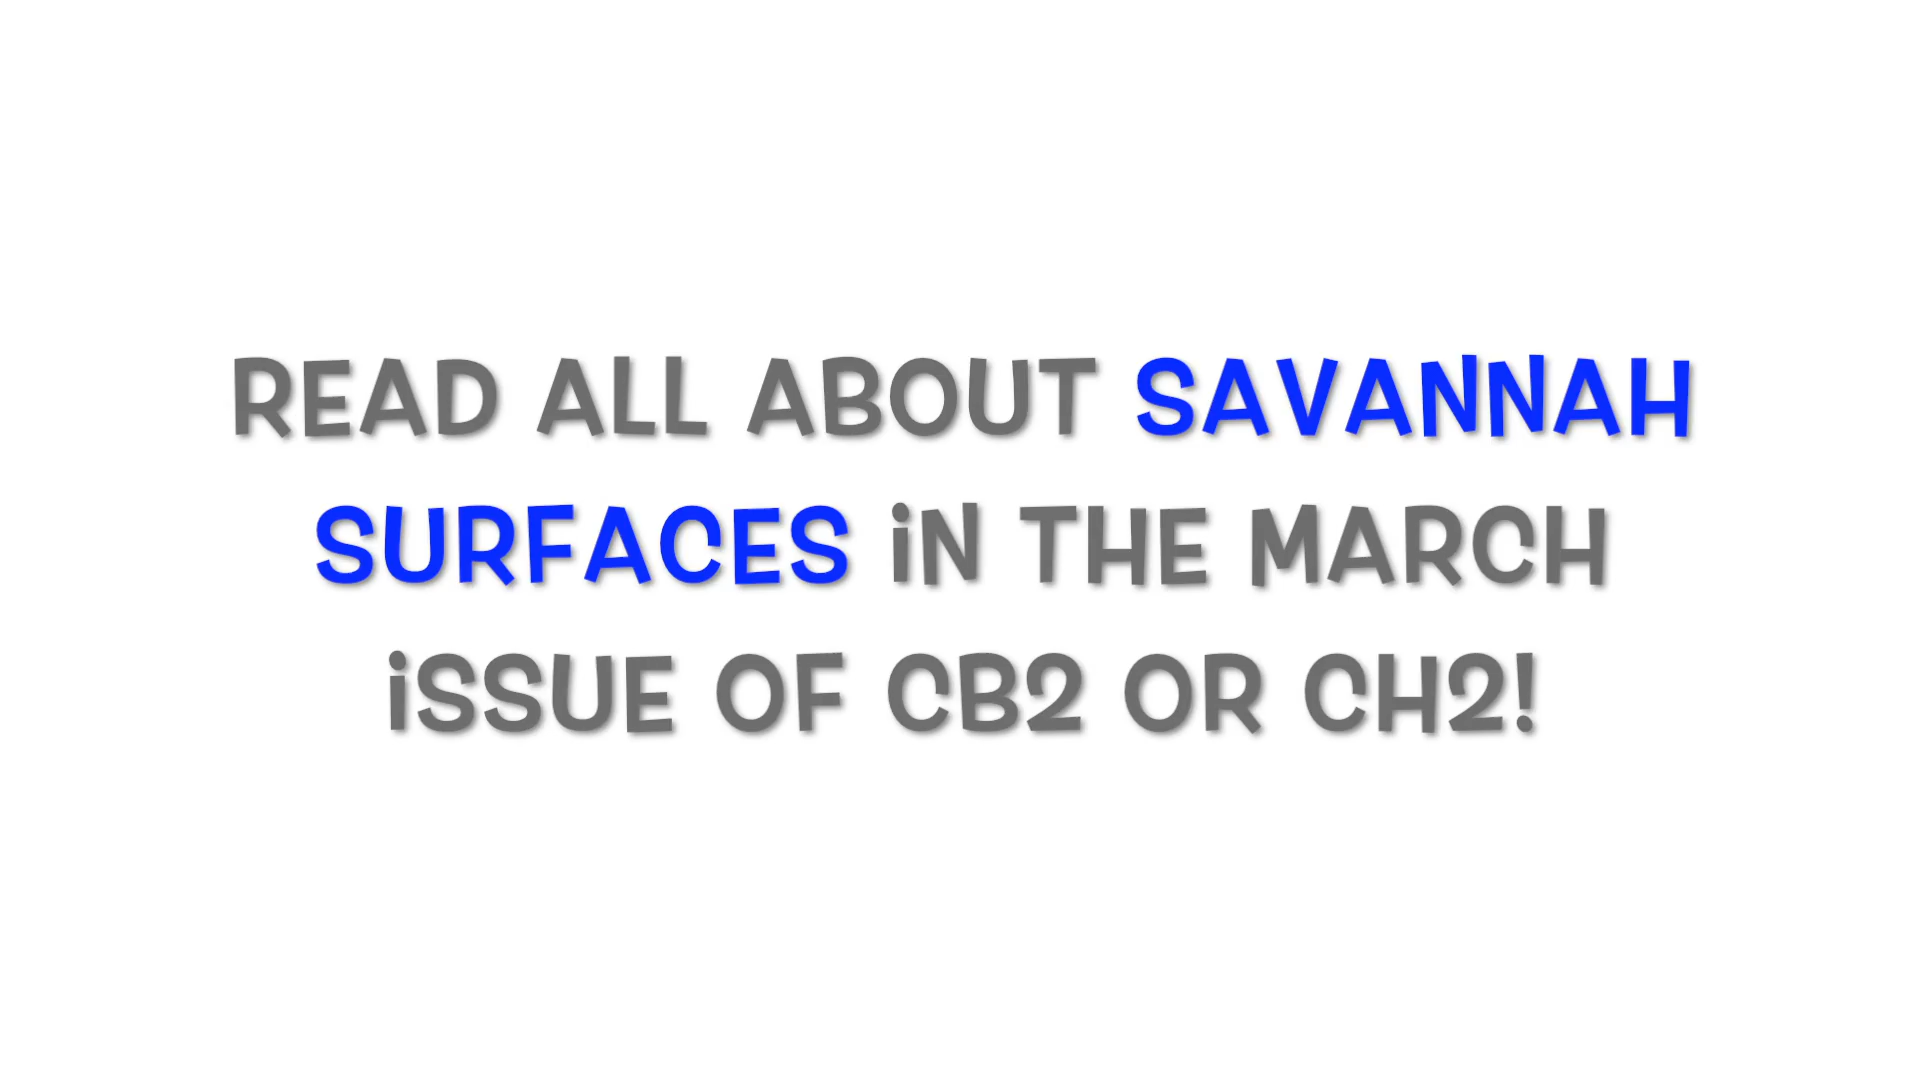 READ ALL ABOUT SAVANNAH
SURFACES iN THE MARCH
iSSUE OF CB2 OR CH2!